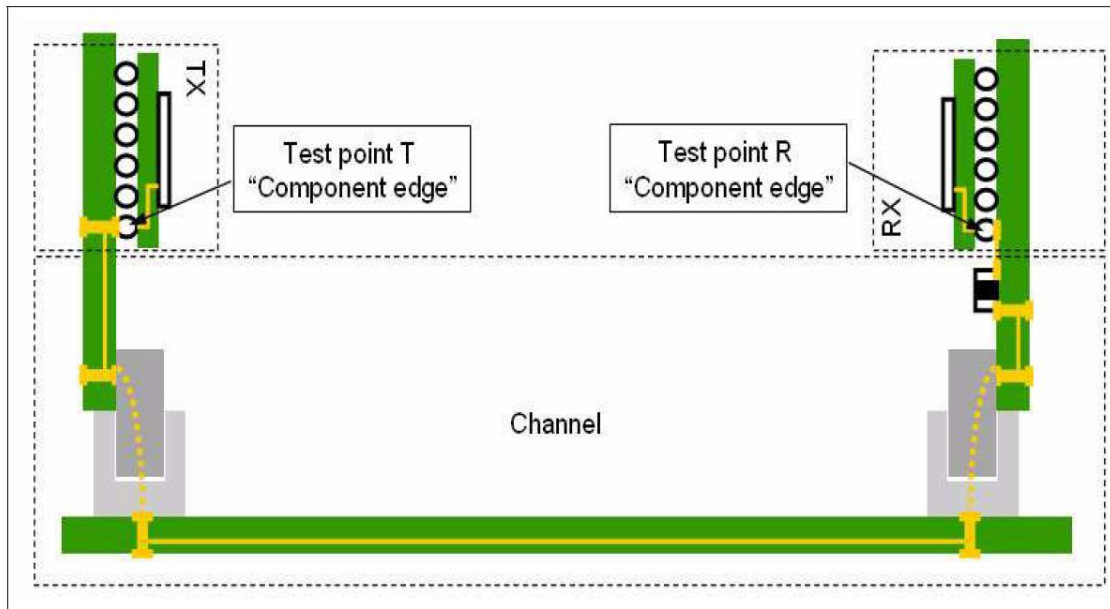 TX
Test point T
“Component edge”
Test point R
“Component edge”
RX
Channel